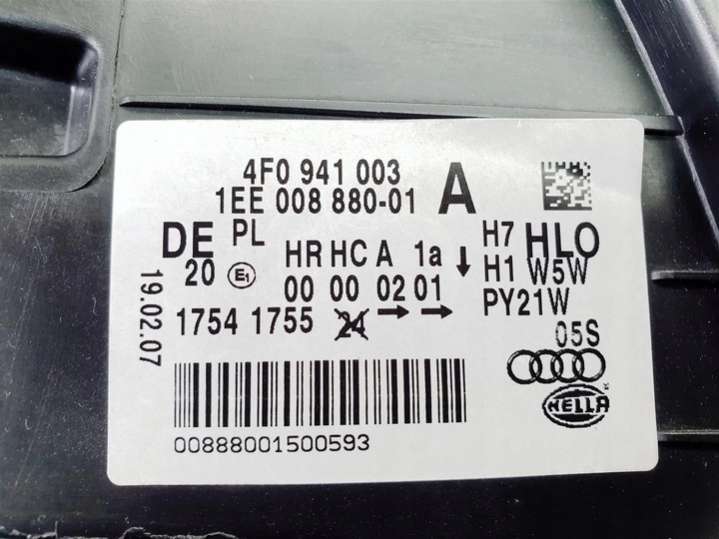 4F0 941 003
1EE 008 880-01 A
DE PL HR HC A 1a ↓ H7 HLO
20 E1 H1 W5W
00 00 02 01 PY21W
1754 1755 24 → → 05S
19.02.07
HELLA
00888001500593